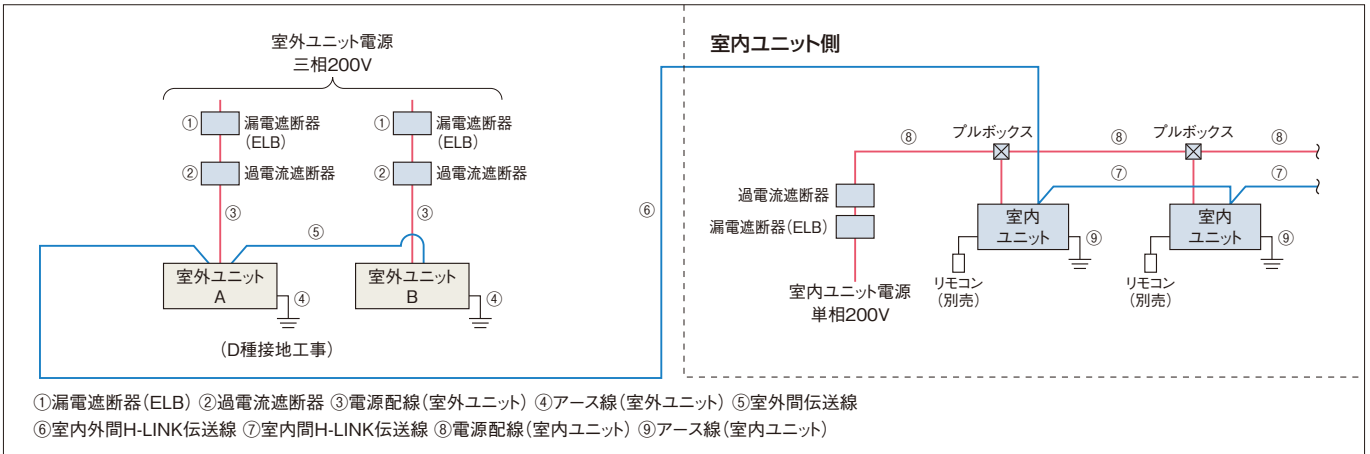 室外ユニット電源
三相200V
① 漏電遮断器
(ELB)
① 漏電遮断器
(ELB)
② 過電流遮断器
② 過電流遮断器
③
③
⑤
室外ユニット
A
④
室外ユニット
B
④
(D種接地工事)
⑥
室内ユニット側
⑧
プルボックス
⑧
プルボックス
⑧
⑦
⑦
過電流遮断器
漏電遮断器(ELB)
室内ユニット電源
単相200V
室内
ユニット
⑨
リモコン
(別売)
室内
ユニット
⑨
リモコン
(別売)
①漏電遮断器(ELB) ②過電流遮断器 ③電源配線(室外ユニット) ④アース線(室外ユニット) ⑤室外間伝送線
⑥室内外間H-LINK伝送線 ⑦室内間H-LINK伝送線 ⑧電源配線(室内ユニット) ⑨アース線(室内ユニット)